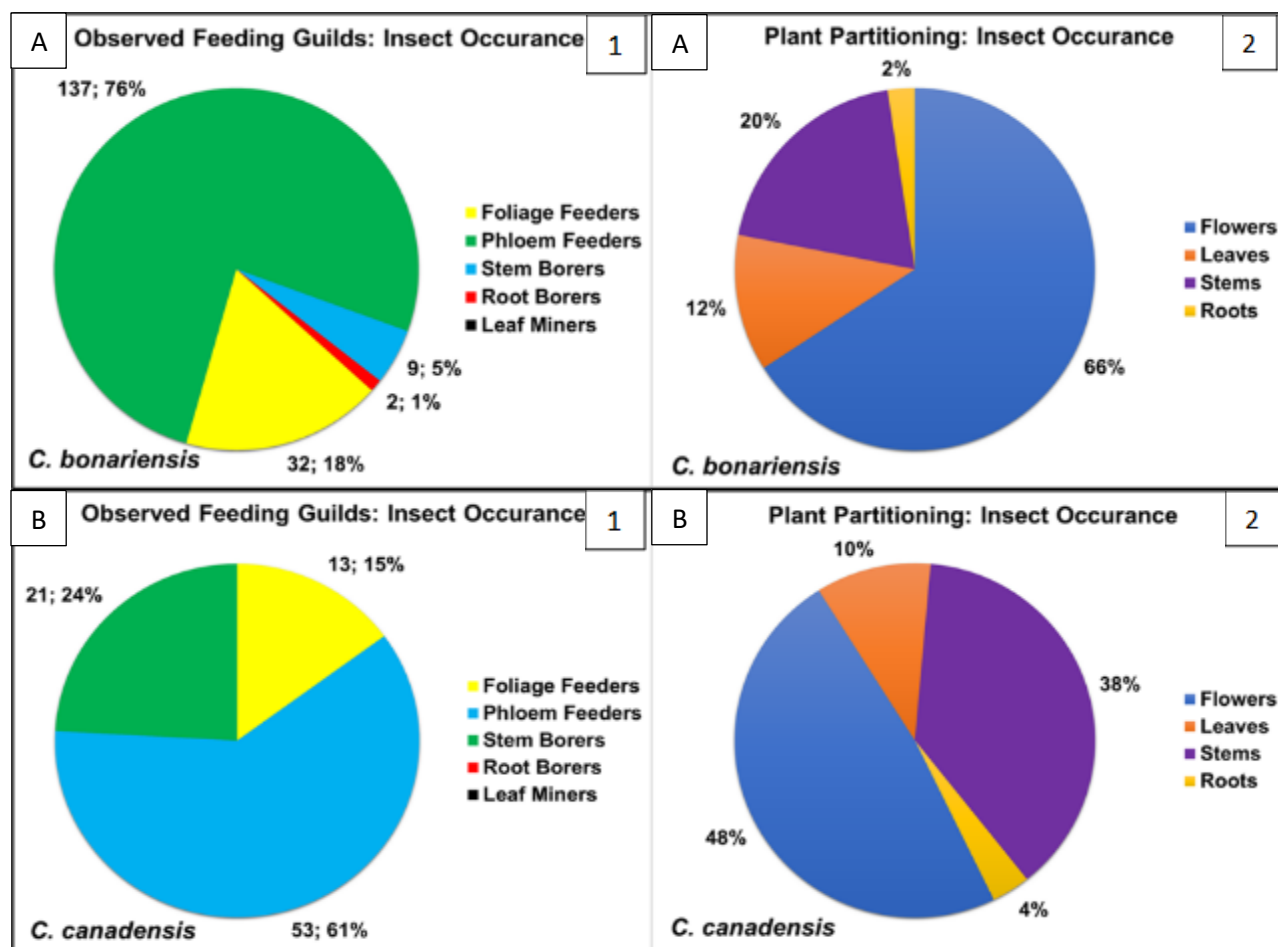 A
Observed Feeding Guilds: Insect Occurance
1
137; 76%
Foliage Feeders
Phloem Feeders
Stem Borers
Root Borers
Leaf Miners
9; 5%
2; 1%
32; 18%
C. bonariensis
A
Plant Partitioning: Insect Occurance
2
2%
20%
Flowers
Leaves
Stems
Roots
12%
66%
C. bonariensis
B
Observed Feeding Guilds: Insect Occurance
1
13; 15%
21; 24%
Foliage Feeders
Phloem Feeders
Stem Borers
Root Borers
Leaf Miners
53; 61%
C. canadensis
B
Plant Partitioning: Insect Occurance
2
10%
38%
Flowers
Leaves
Stems
Roots
48%
4%
C. canadensis